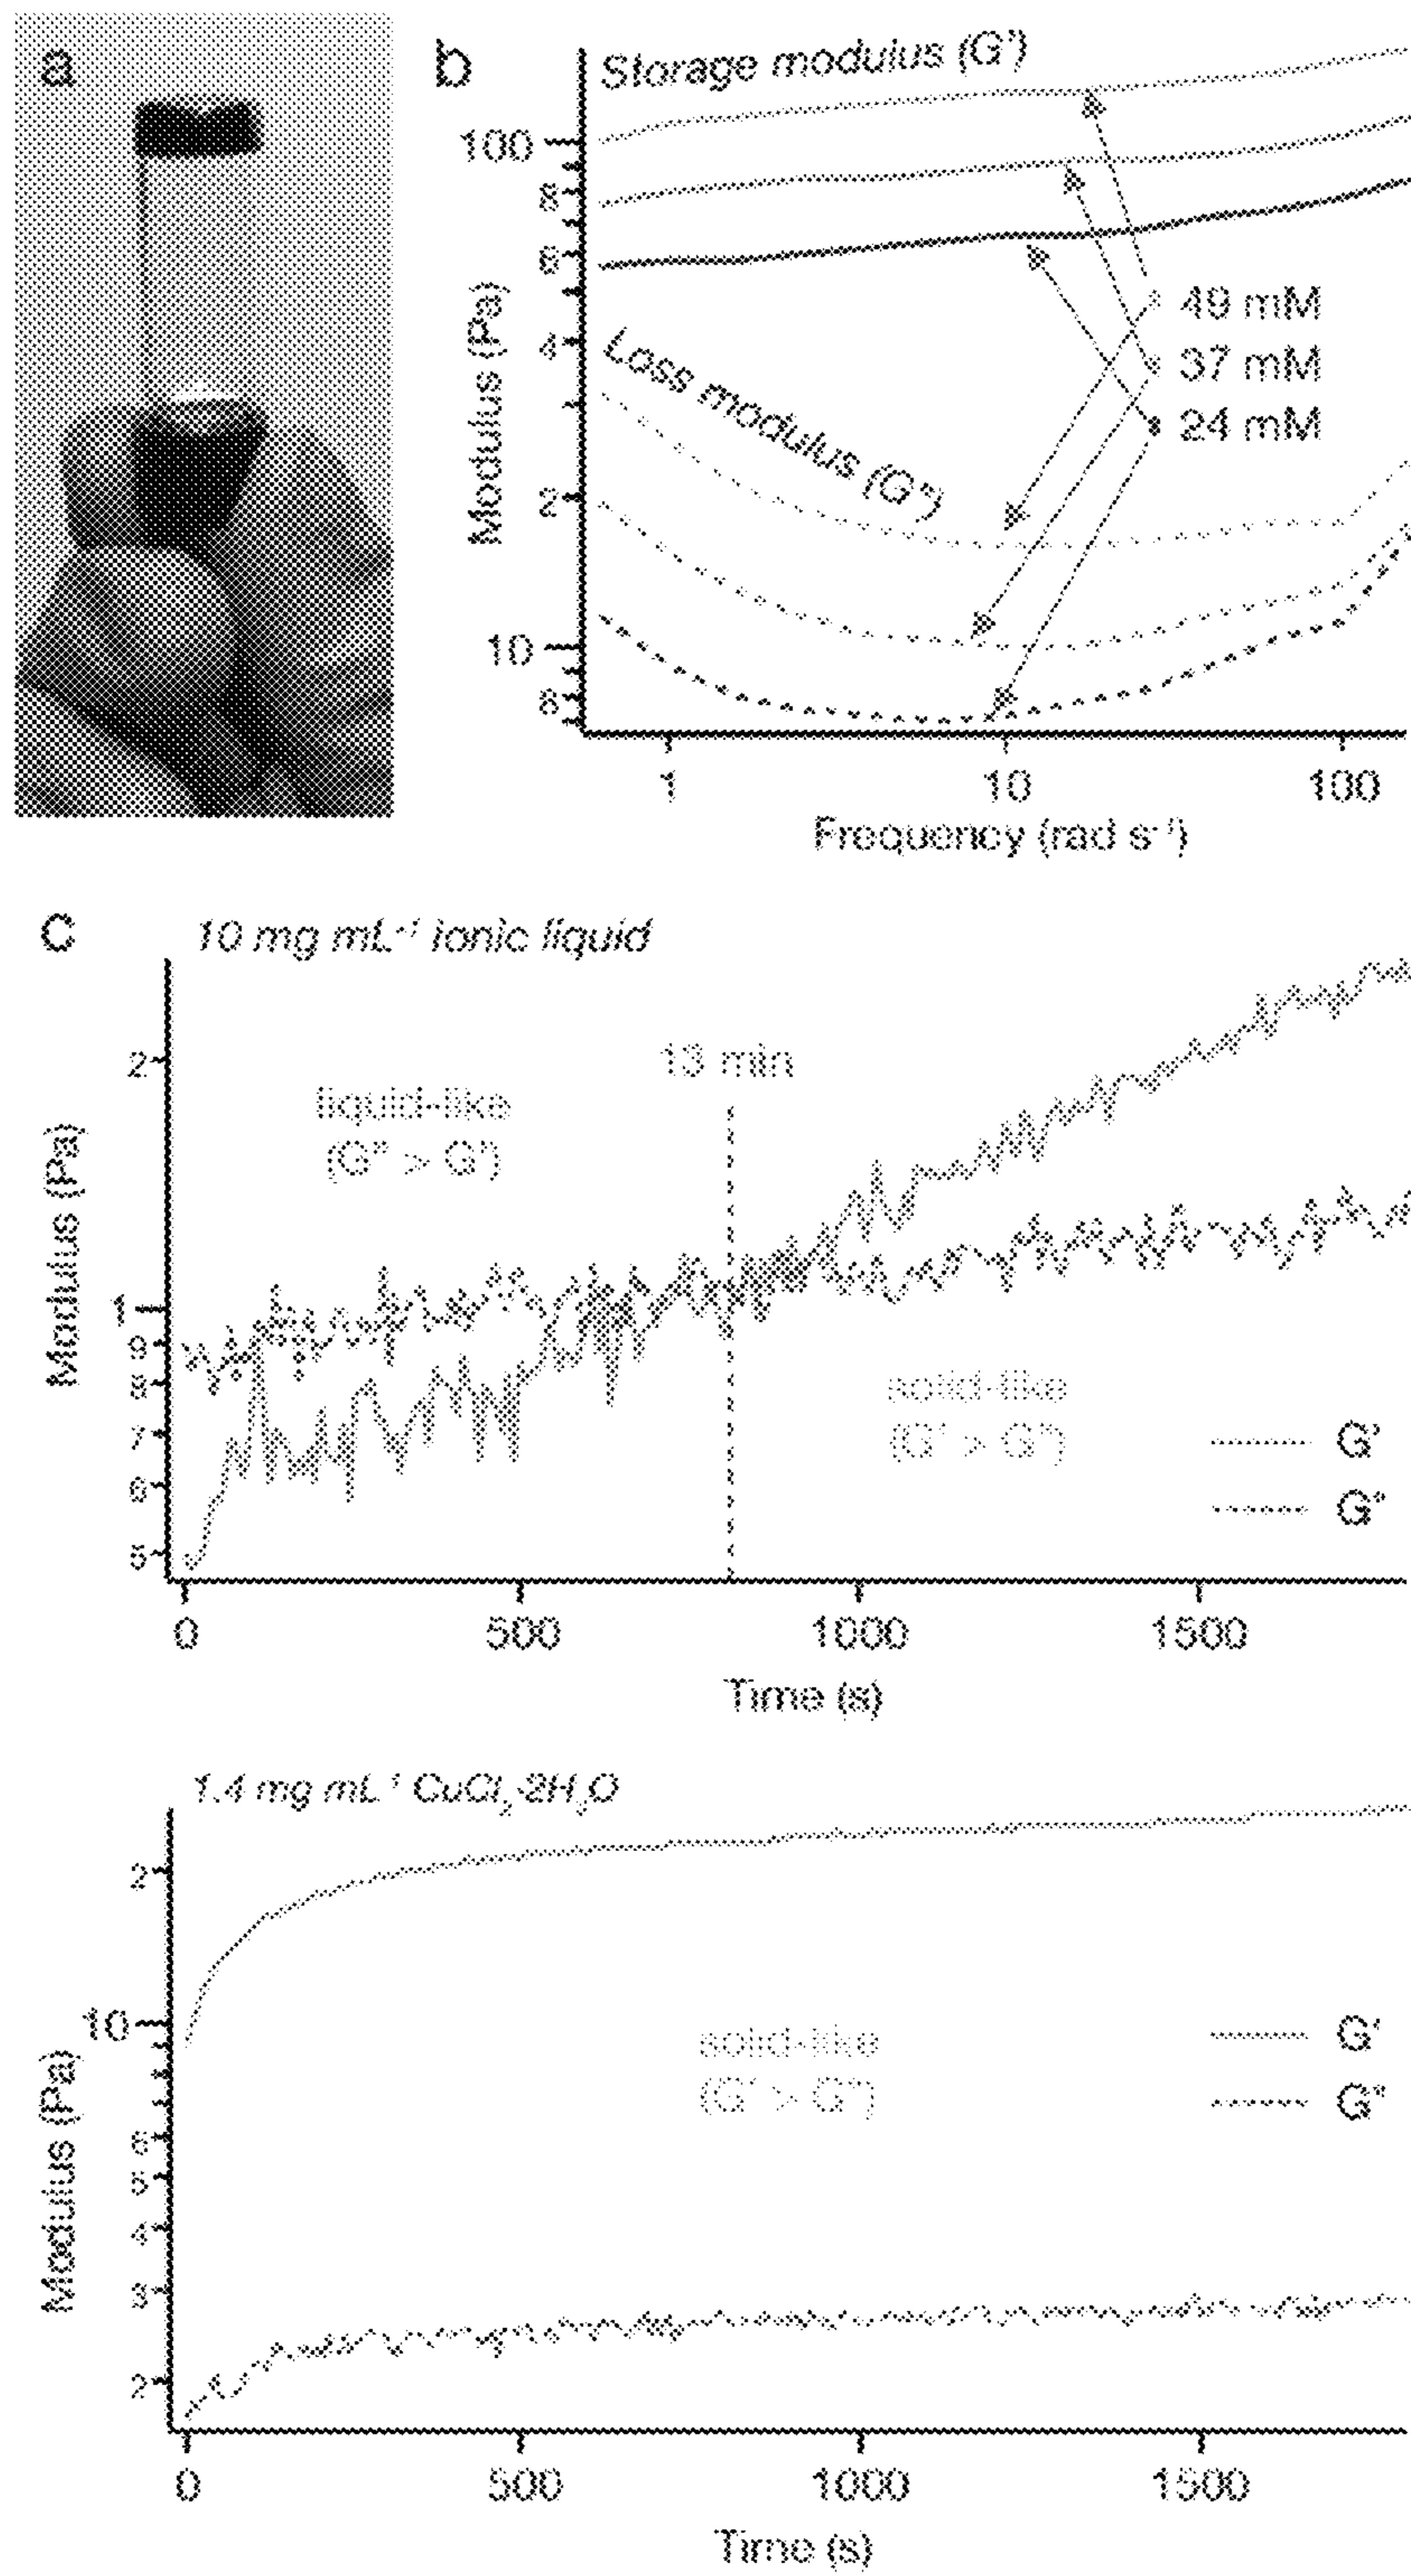 a
b
Storage modulus (G')
100
8
6
4
2
10
8
Modulus (Pa)
Loss modulus (G")
49 mM
37 mM
24 mM
1
10
100
Frequency (rad s⁻¹)
c
10 mg mL⁻¹ ionic liquid
2
1
9
8
7
6
5
Modulus (Pa)
liquid-like
(G" > G')
13 min
solid-like
(G' > G")
G'
G"
0
500
1000
1500
Time (s)
1.4 mg mL⁻¹ CuCl₂·2H₂O
2
10
6
5
4
3
2
Modulus (Pa)
solid-like
(G' > G")
G'
G"
0
500
1000
1500
Time (s)